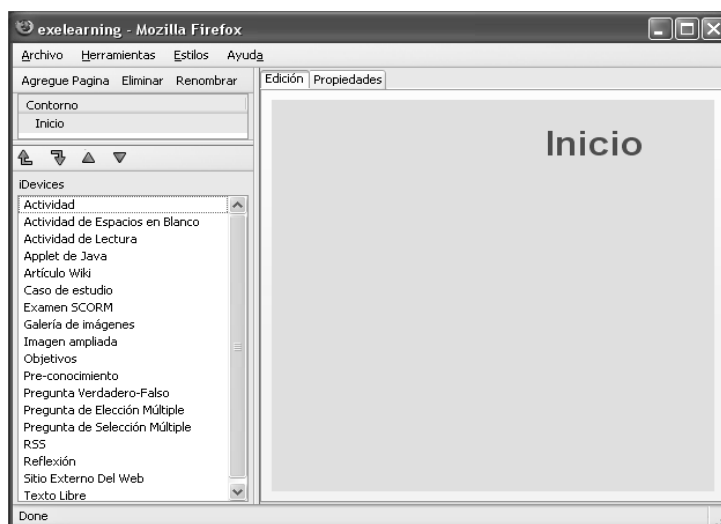 exelearning - Mozilla Firefox
Archivo Herramientas Estilos Ayuda
Agregue Pagina Eliminar Renombrar
Contorno
Inicio
iDevices
Actividad
Actividad de Espacios en Blanco
Actividad de Lectura
Applet de Java
Artículo Wiki
Caso de estudio
Examen SCORM
Galería de imágenes
Imagen ampliada
Objetivos
Pre-conocimiento
Pregunta Verdadero-Falso
Pregunta de Elección Múltiple
Pregunta de Selección Múltiple
RSS
Reflexión
Sitio Externo Del Web
Texto Libre
Edición Propiedades
Inicio
Done